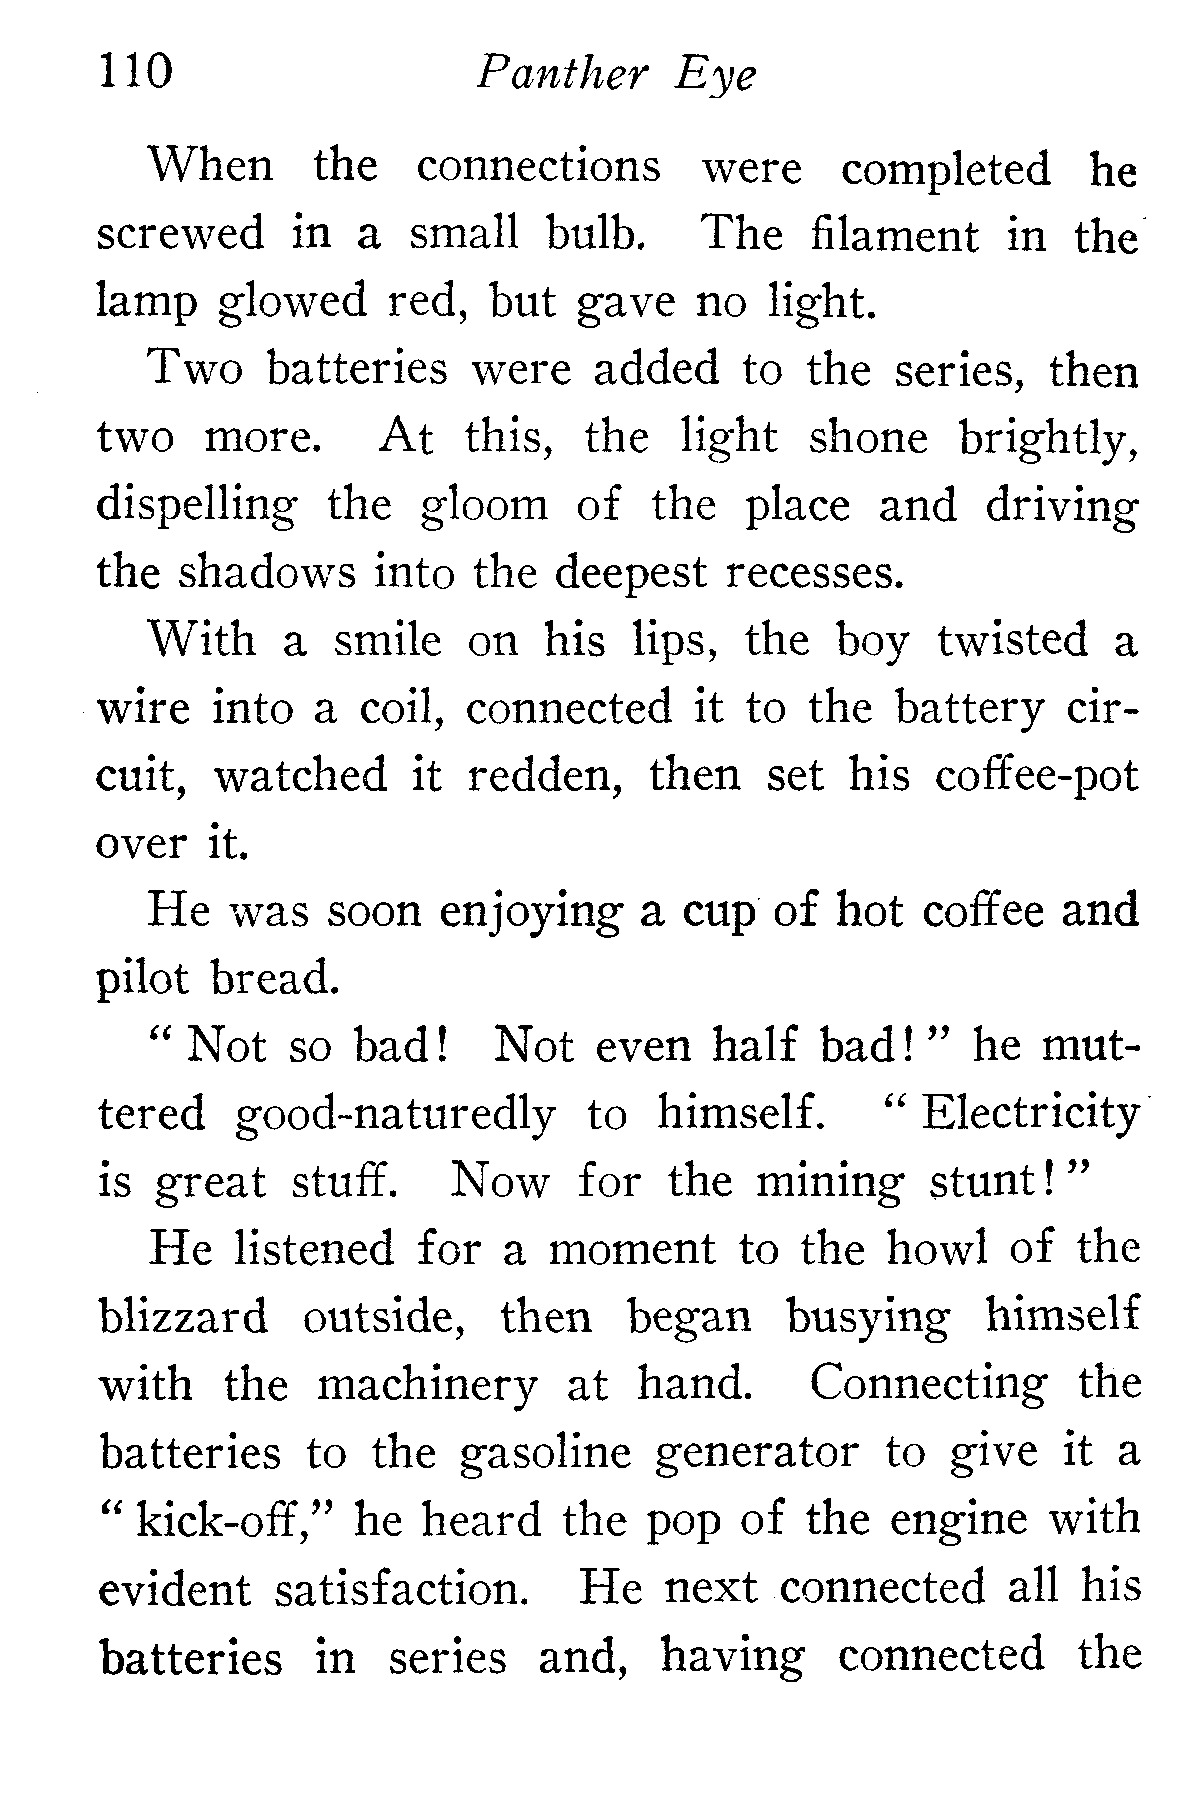 110 Panther Eye
When the connections were completed he
screwed in a small bulb. The filament in the
lamp glowed red, but gave no light.
Two batteries were added to the series, then
two more. At this, the light shone brightly,
dispelling the gloom of the place and driving
the shadows into the deepest recesses.
With a smile on his lips, the boy twisted a
wire into a coil, connected it to the battery cir-
cuit, watched it redden, then set his coffee-pot
over it.
He was soon enjoying a cup of hot coffee and
pilot bread.
“ Not so bad! Not even half bad! ” he mut-
tered good-naturedly to himself. “ Electricity
is great stuff. Now for the mining stunt! ”
He listened for a moment to the howl of the
blizzard outside, then began busying himself
with the machinery at hand. Connecting the
batteries to the gasoline generator to give it a
“ kick-off,” he heard the pop of the engine with
evident satisfaction. He next connected all his
batteries in series and, having connected the